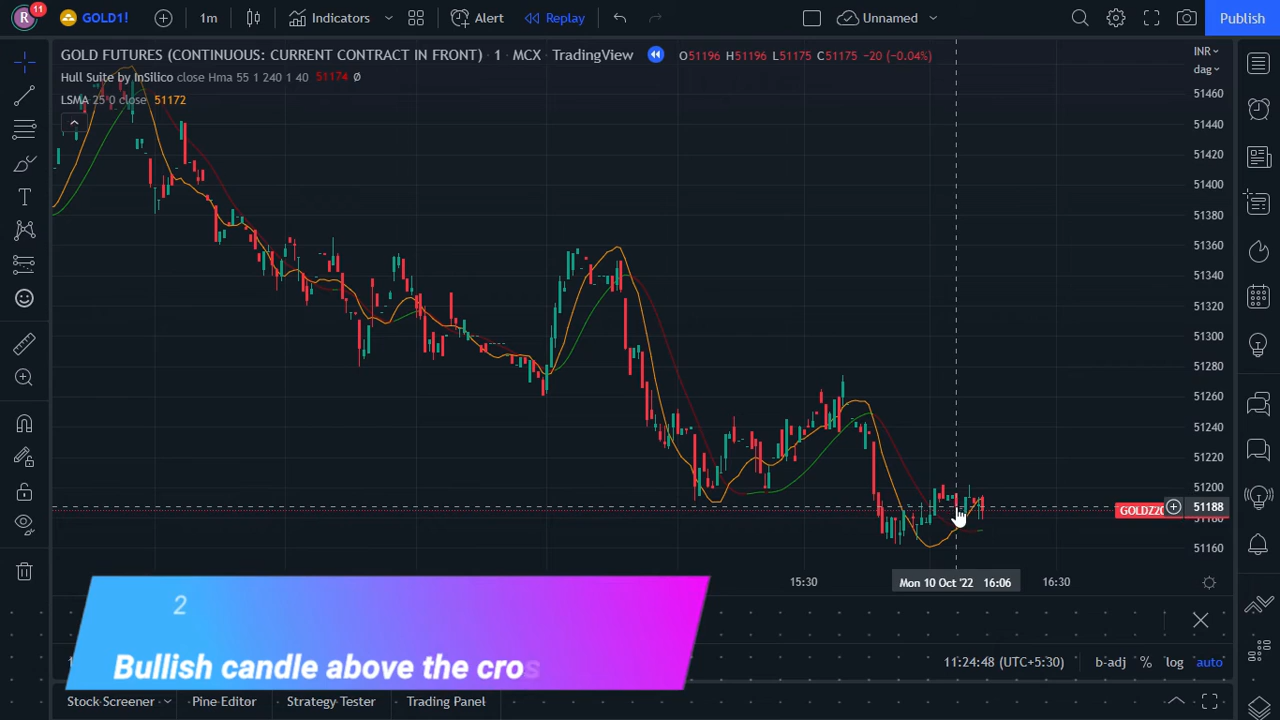 R 11 GOLD1! 1m Indicators Alert Replay Unnamed Publish
GOLD FUTURES (CONTINUOUS: CURRENT CONTRACT IN FRONT) · 1 · MCX TradingView O51196 H51196 L51175 C51175 -20 (-0.04%)
Hull Suite by InSilico close Hma 55 1 240 1 40 51174 Ø
LSMA 25 0 close 51172
INR
dag
51460
51440
51420
51400
51380
51360
51340
51320
51300
51280
51260
51240
51220
51200
GOLDZ20 51188
51160
15:30 Mon 10 Oct '22 16:06 16:30
2
Bullish candle above the cros
11:24:48 (UTC+5:30) b-adj % log auto
Stock Screener Pine Editor Strategy Tester Trading Panel